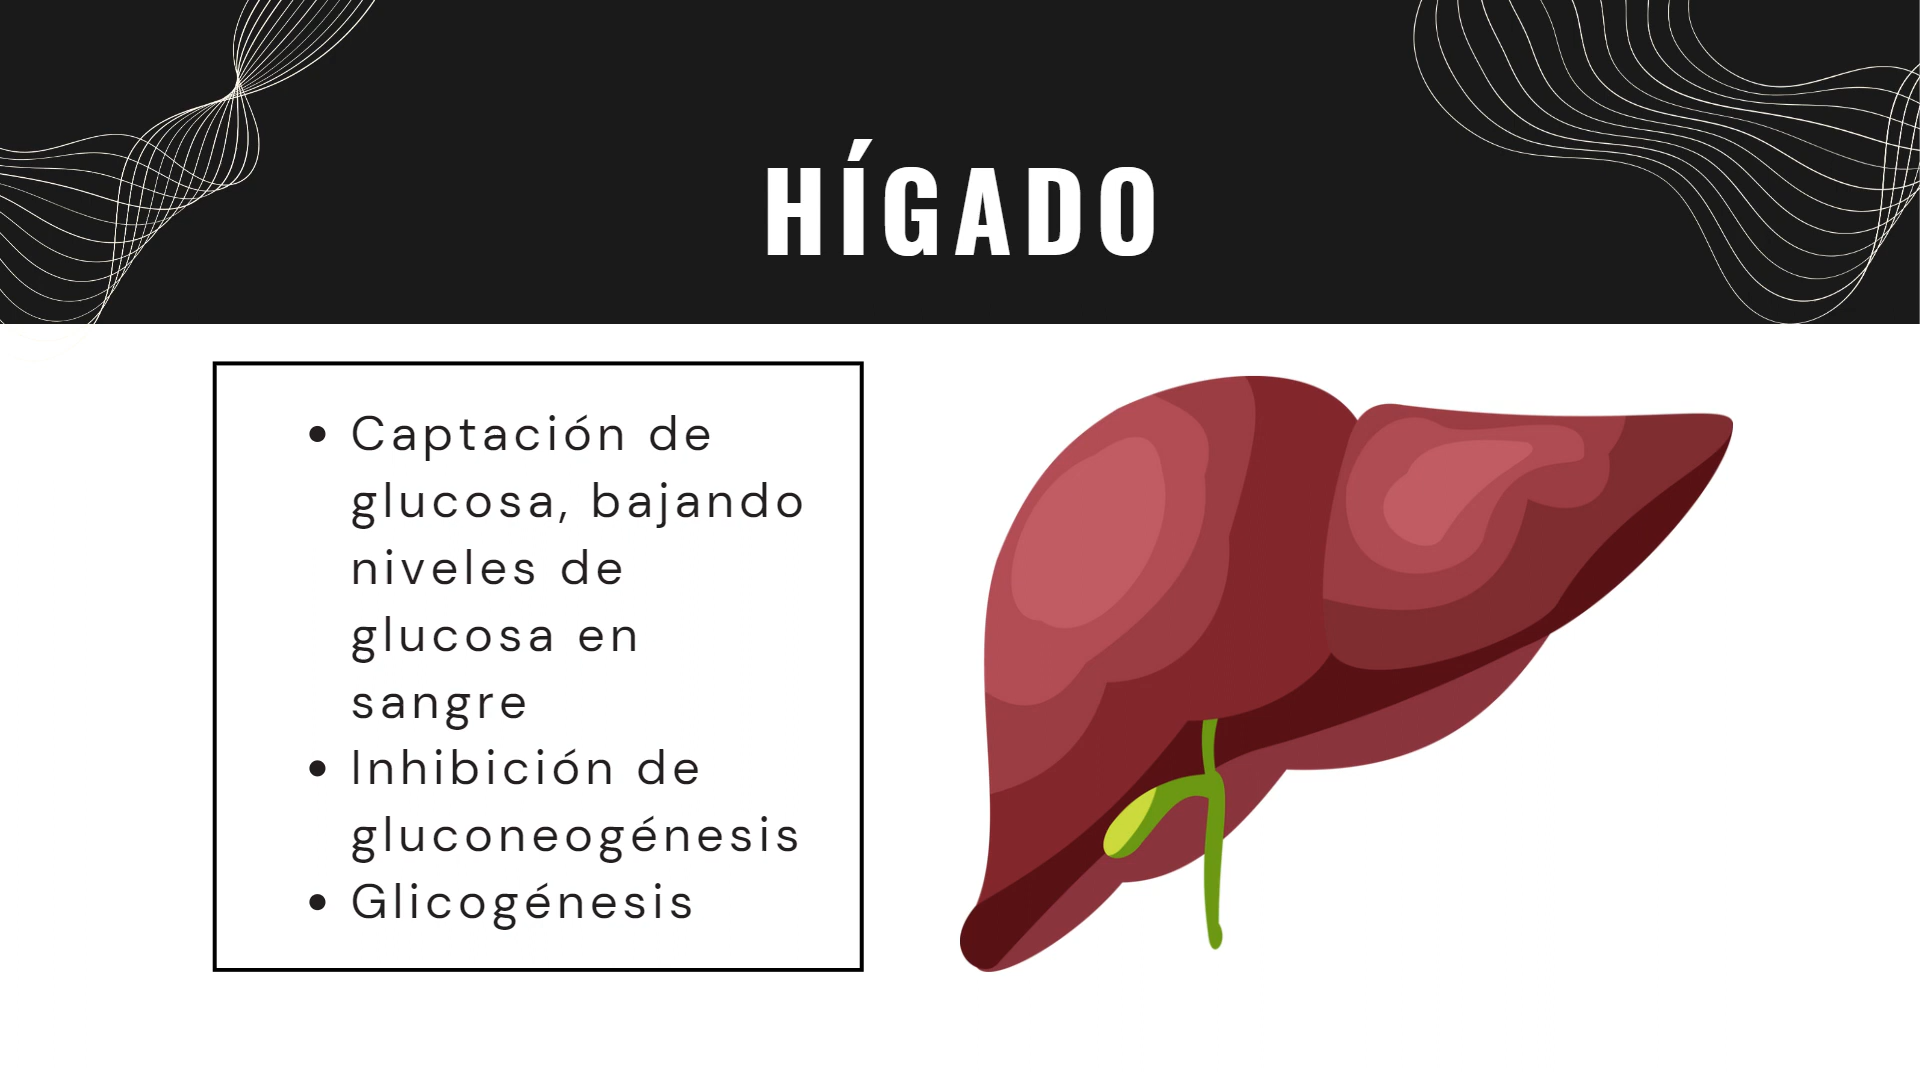 HÍGADO
• Captación de
glucosa, bajando
niveles de
glucosa en
sangre
• Inhibición de
gluconeogénesis
• Glicogénesis